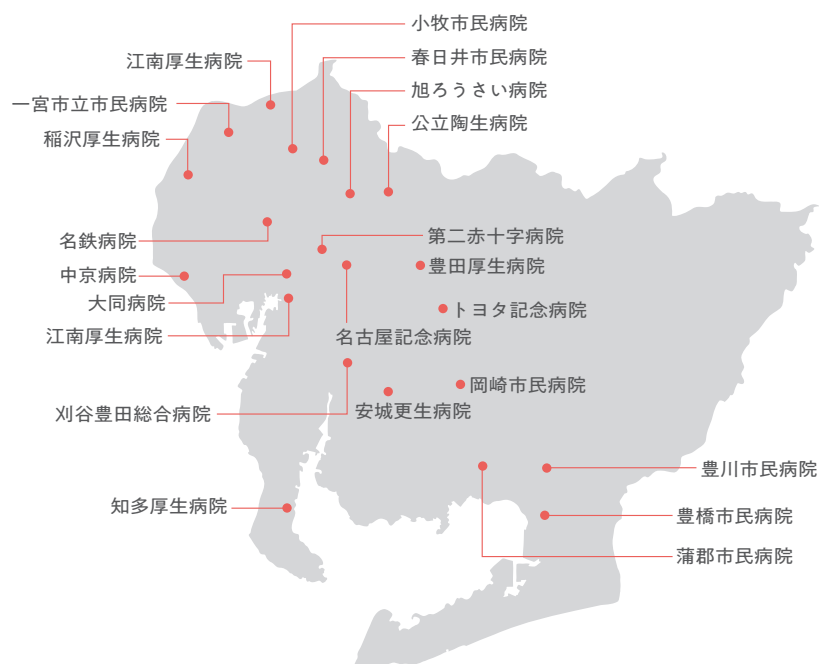 小牧市民病院
春日井市民病院
江南厚生病院
旭ろうさい病院
一宮市立市民病院
公立陶生病院
稲沢厚生病院
第二赤十字病院
名鉄病院
豊田厚生病院
中京病院
大同病院
トヨタ記念病院
江南厚生病院
名古屋記念病院
岡崎市民病院
安城更生病院
刈谷豊田総合病院
豊川市民病院
知多厚生病院
豊橋市民病院
蒲郡市民病院